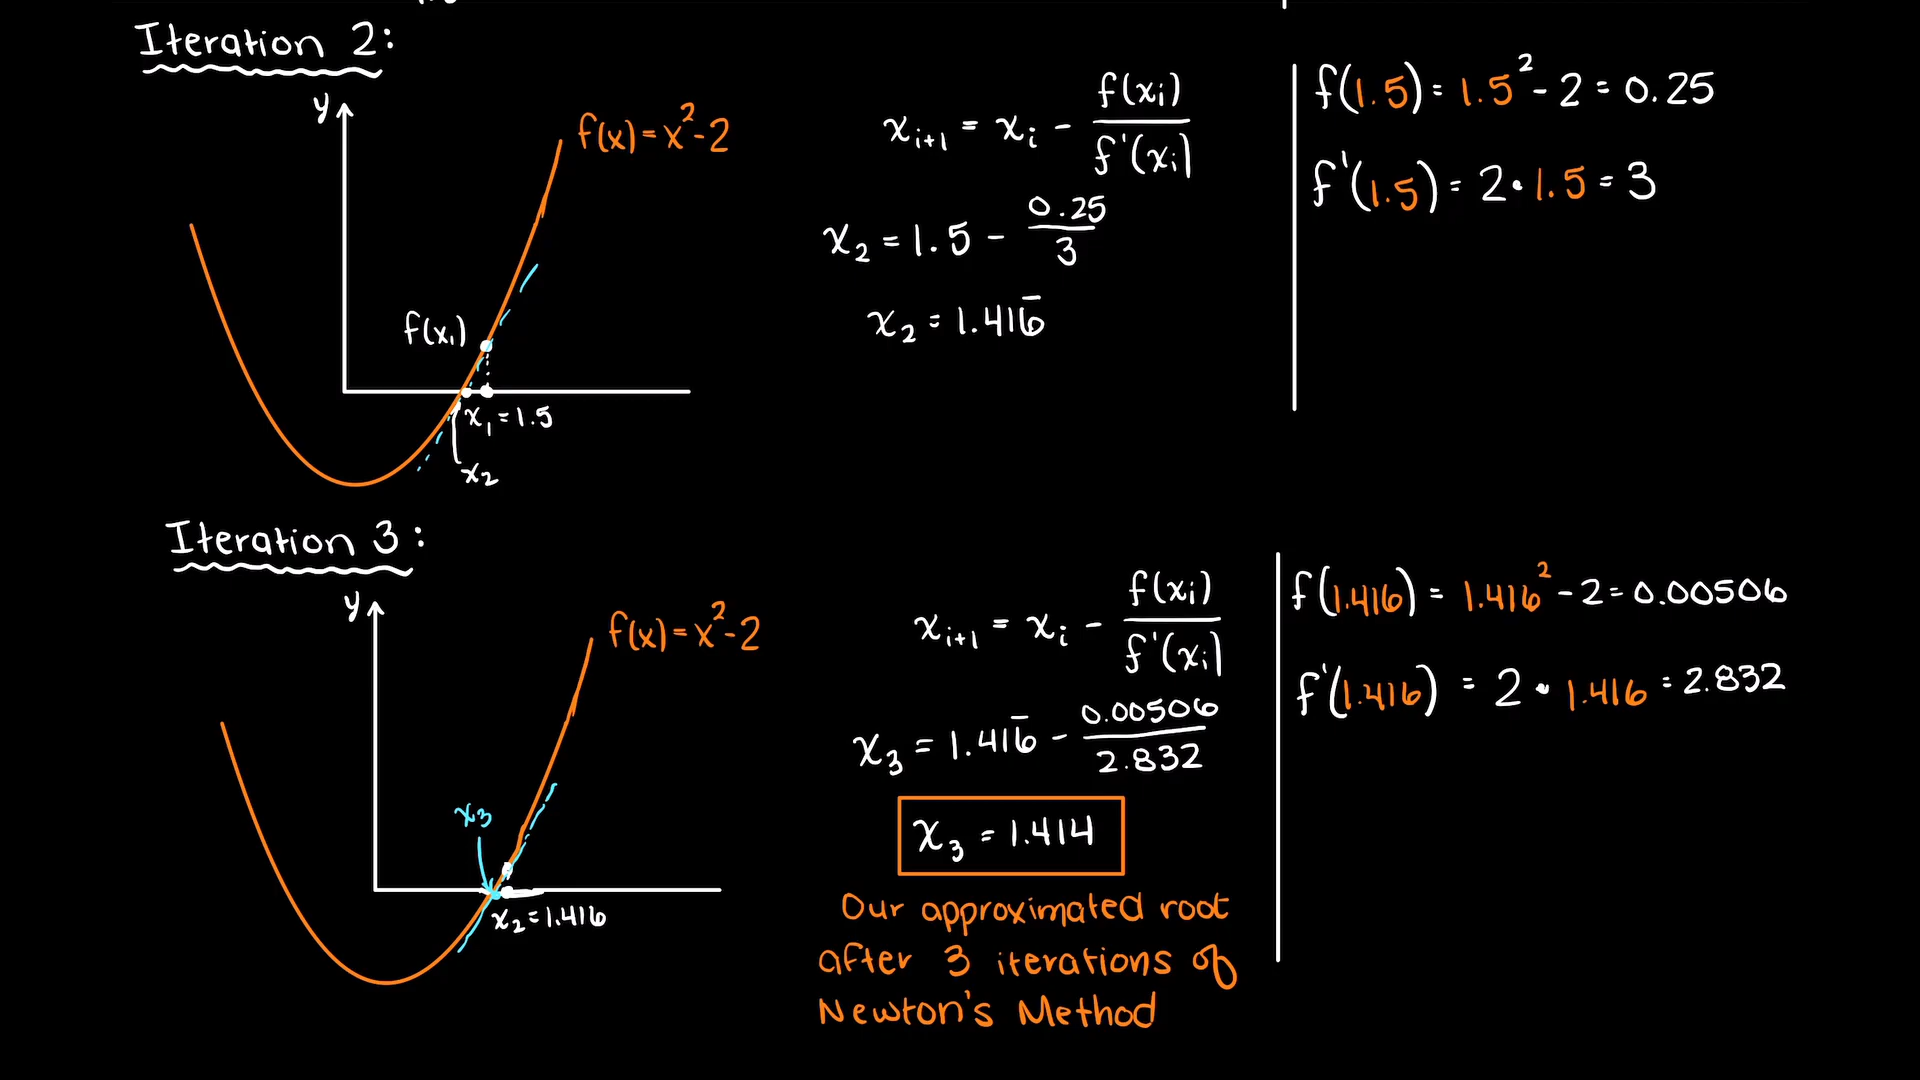 Iteration 2:
y
f(x)=x²-2
f(x₁)
x₁=1.5
x₂
xᵢ₊₁ = xᵢ - f(xᵢ)/f'(xᵢ)
x₂ = 1.5 - 0.25/3
x₂ = 1.416̅
f(1.5) = 1.5² - 2 = 0.25
f'(1.5) = 2 • 1.5 = 3
Iteration 3:
y
f(x)=x²-2
x₃
x₂=1.416
xᵢ₊₁ = xᵢ - f(xᵢ)/f'(xᵢ)
x₃ = 1.416̅ - 0.00506/2.832
x₃ = 1.414
Our approximated root
after 3 iterations of
Newton's Method
f(1.416) = 1.416² - 2 = 0.00506
f'(1.416) = 2 • 1.416 = 2.832